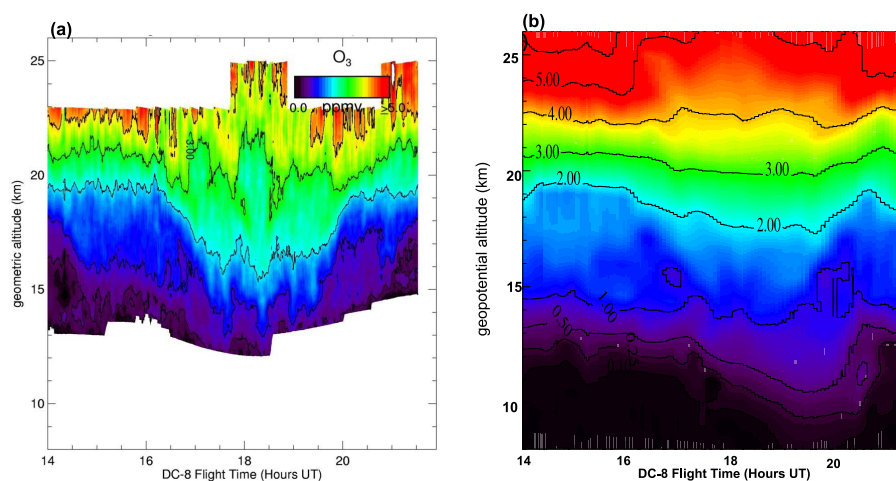 (a)
(b)
O3
0.0 ppmv ≥5.0
3.00
geometric altitude (km)
25
20
15
10
14 16 18 20
DC-8 Flight Time (Hours UT)
geopotential altitude (km)
25
20
15
10
5.00
4.00
3.00
3.00
2.00
2.00
1.00
0.50
0.25
14 16 18 20
DC-8 Flight Time (Hours UT)